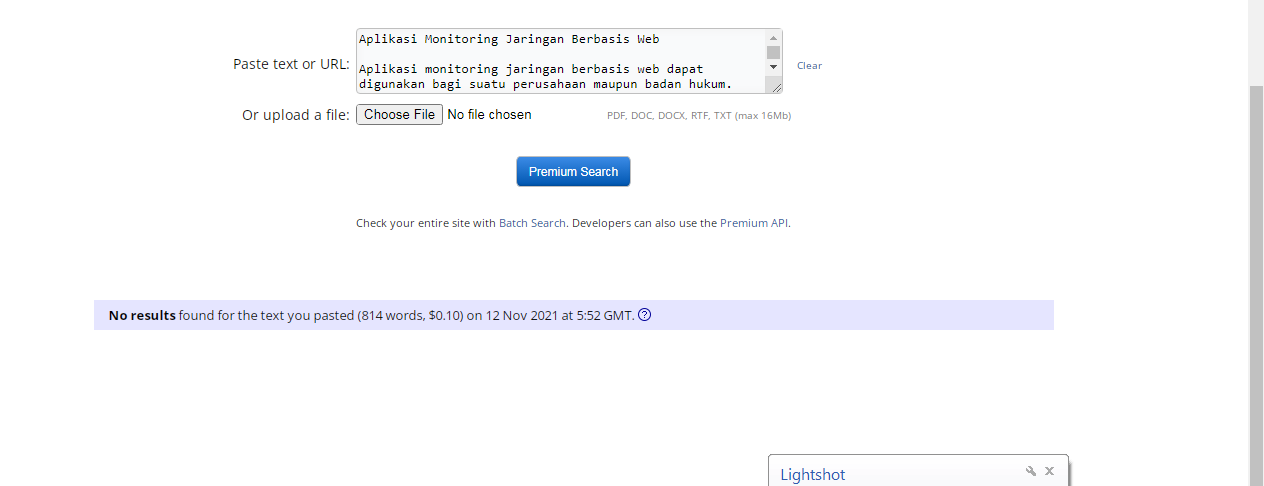 Paste text or URL:
Aplikasi Monitoring Jaringan Berbasis Web
Aplikasi monitoring jaringan berbasis web dapat
digunakan bagi suatu perusahaan maupun badan hukum.
Clear
Or upload a file: Choose File No file chosen PDF, DOC, DOCX, RTF, TXT (max 16Mb)
Premium Search
Check your entire site with Batch Search. Developers can also use the Premium API.
No results found for the text you pasted (814 words, $0.10) on 12 Nov 2021 at 5:52 GMT. ?
Lightshot